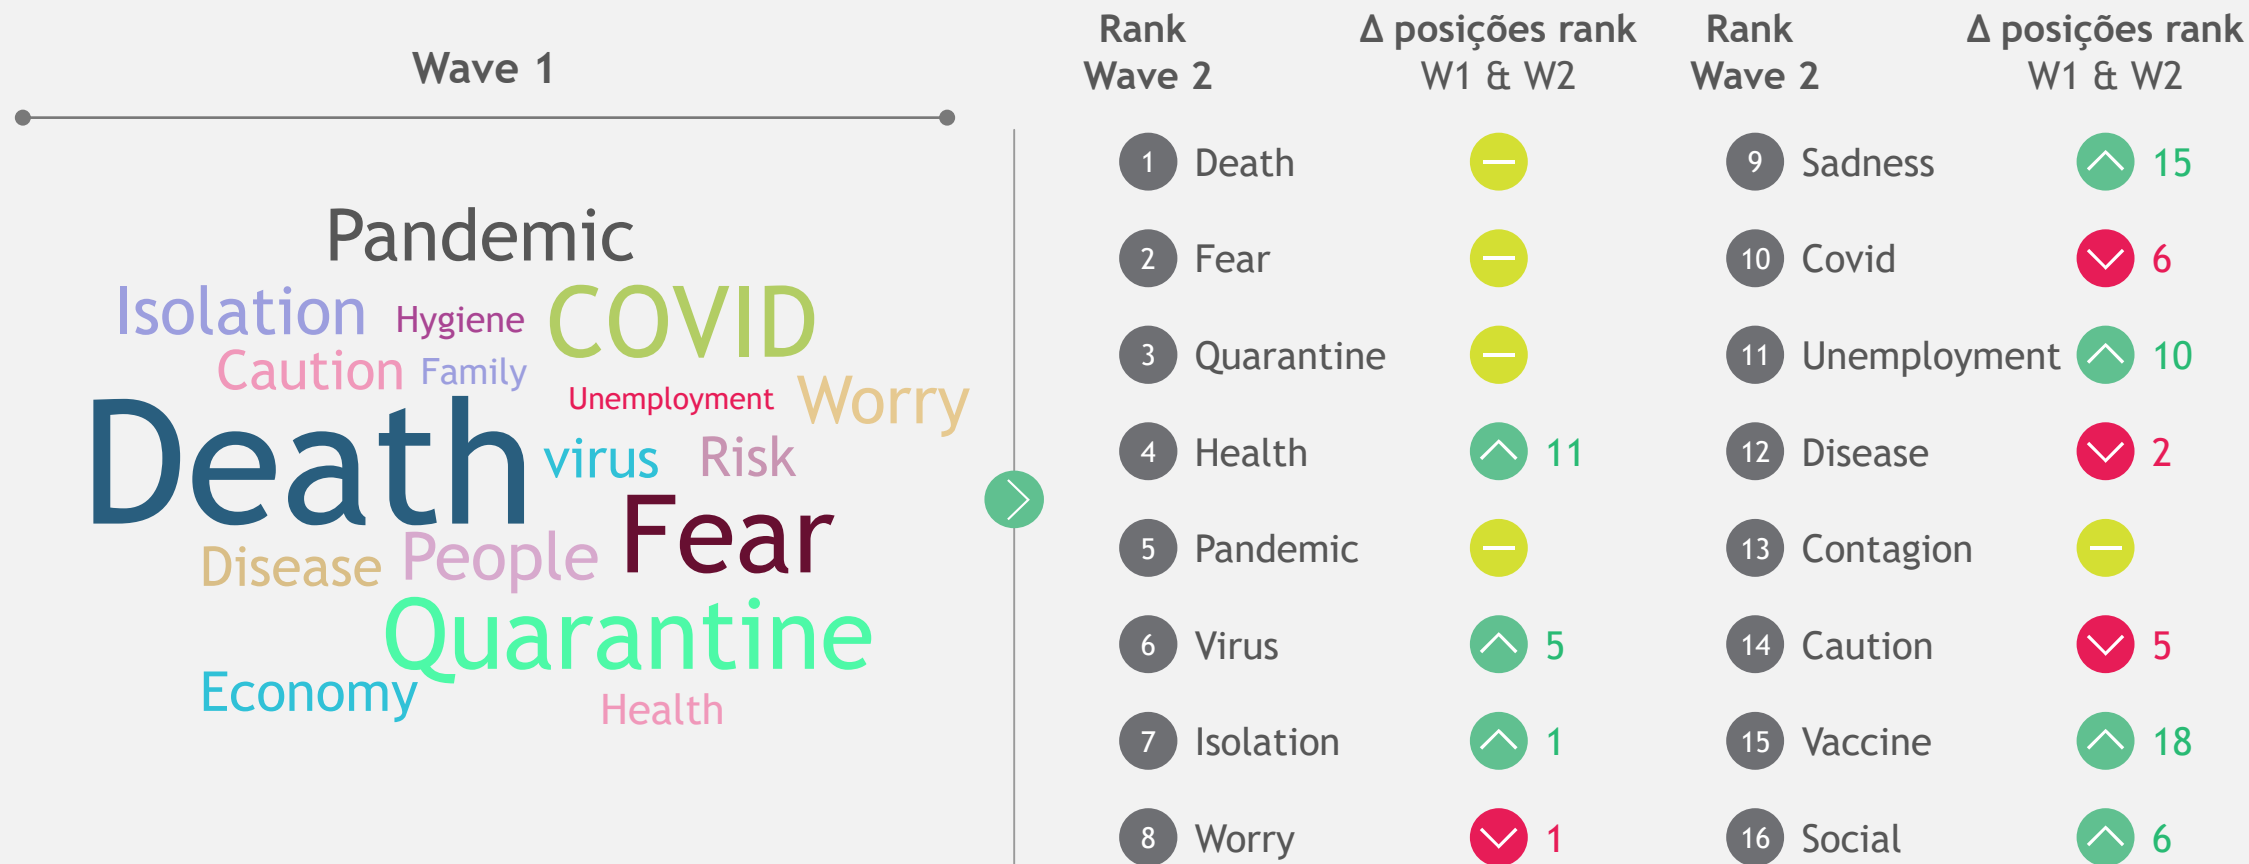 Wave 1
Pandemic
Isolation Hygiene COVID
Caution Family
Unemployment Worry
Death virus Risk
Fear
Disease People
Quarantine
Economy
Health
Rank Wave 2
Δ posições rank W1 & W2
1 Death
2 Fear
3 Quarantine
4 Health 11
5 Pandemic
6 Virus 5
7 Isolation 1
8 Worry 1
Rank Wave 2
Δ posições rank W1 & W2
9 Sadness 15
10 Covid 6
11 Unemployment 10
12 Disease 2
13 Contagion
14 Caution 5
15 Vaccine 18
16 Social 6